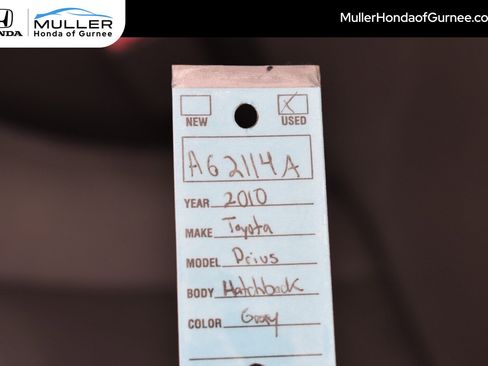 HONDA
MULLER
Honda of Gurnee
MullerHondaofGurnee.co
NEW
X USED
A62114A
YEAR 2010
MAKE Toyota
MODEL Prius
BODY Hatchback
COLOR Gray